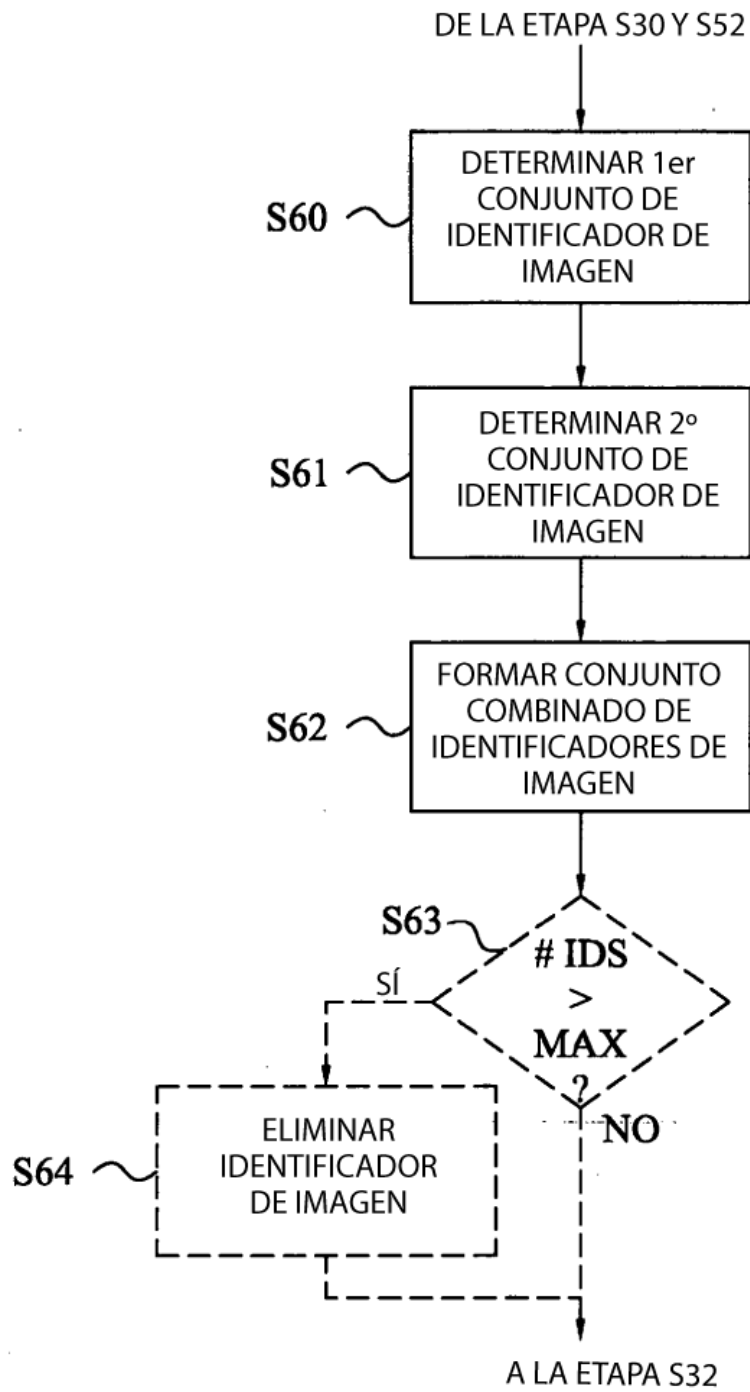 DE LA ETAPA S30 Y S52
DETERMINAR 1er
CONJUNTO DE
IDENTIFICADOR DE
IMAGEN
S60
DETERMINAR 2º
CONJUNTO DE
IDENTIFICADOR DE
IMAGEN
S61
FORMAR CONJUNTO
COMBINADO DE
IDENTIFICADORES DE
IMAGEN
S62
S63
# IDS
>
MAX
?
SÍ
NO
ELIMINAR
IDENTIFICADOR
DE IMAGEN
S64
A LA ETAPA S32